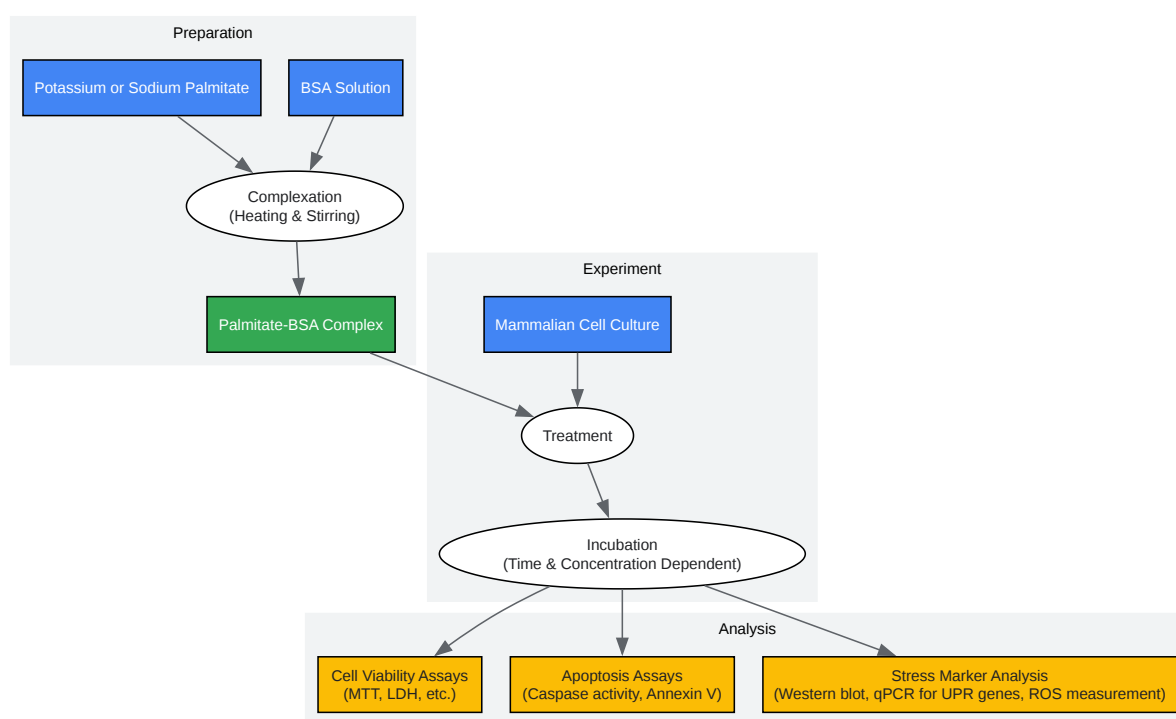 Preparation
Potassium or Sodium Palmitate
BSA Solution
Complexation
(Heating & Stirring)
Experiment
Palmitate-BSA Complex
Mammalian Cell Culture
Treatment
Incubation
(Time & Concentration Dependent)
Analysis
Cell Viability Assays
(MTT, LDH, etc.)
Apoptosis Assays
(Caspase activity, Annexin V)
Stress Marker Analysis
(Western blot, qPCR for UPR genes, ROS measurement)